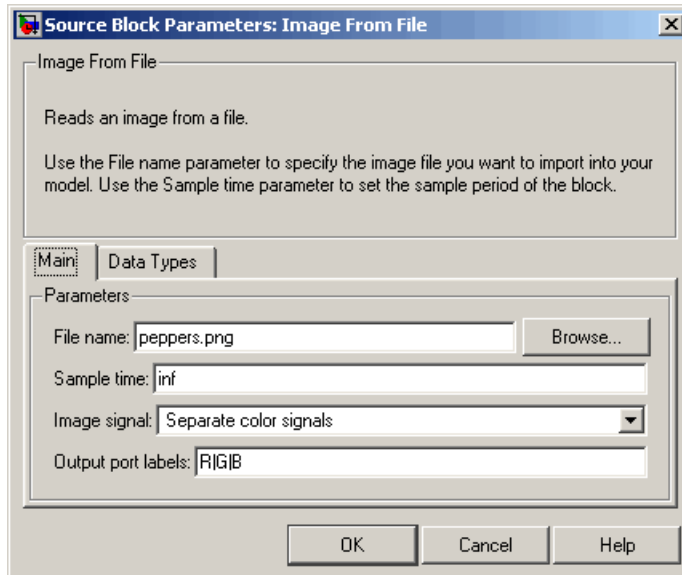 Source Block Parameters: Image From File
Image From File
Reads an image from a file.
Use the File name parameter to specify the image file you want to import into your
model. Use the Sample time parameter to set the sample period of the block.
Main Data Types
Parameters
File name: peppers.png Browse...
Sample time: inf
Image signal: Separate color signals
Output port labels: R|G|B
OK Cancel Help